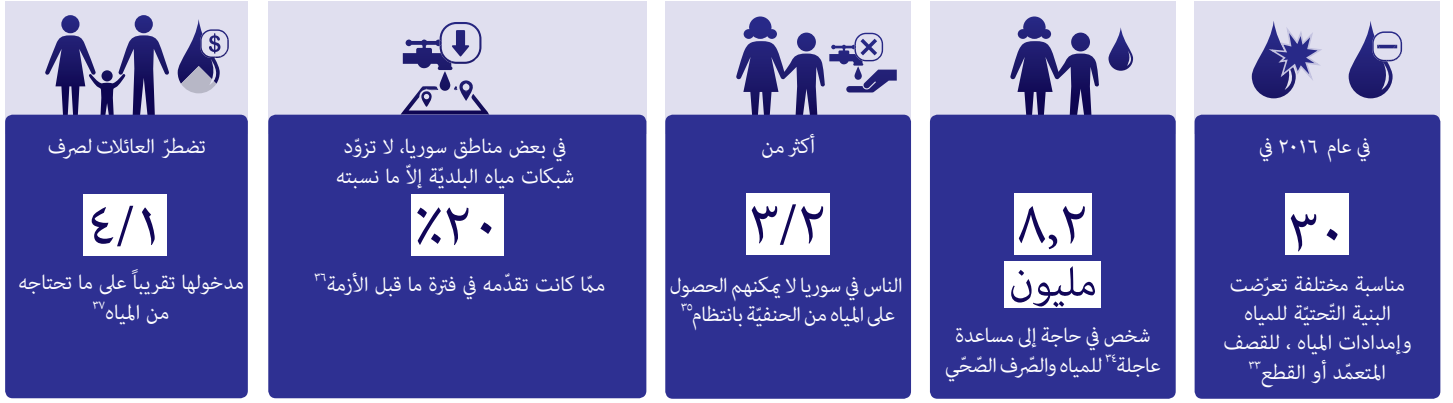 في عام ٢٠١٦ في
٣٠
مناسبة مختلفة تعرّضت
البنية التّحتيّة للمياه
وإمدادات المياه ، للقصف
المتعمّد أو القطع٣٣
٨,٢
مليون
شخص في حاجة إلى مساعدة
عاجلة٣٤ للمياه والصّرف الصّحّي
أكثر من
٣/٢
الناس في سوريا لا يمكنهم الحصول
على المياه من الحنفيّة بانتظام٣٥
في بعض مناطق سوريا، لا تزوّد
شبكات مياه البلديّة إلاّ ما نسبته
٪٢٠
ممّا كانت تقدّمه في فترة ما قبل الأزمة٣٦
تضطرّ العائلات لصرف
٤/١
مدخولها تقريباً على ما تحتاجه
من المياه٣٧